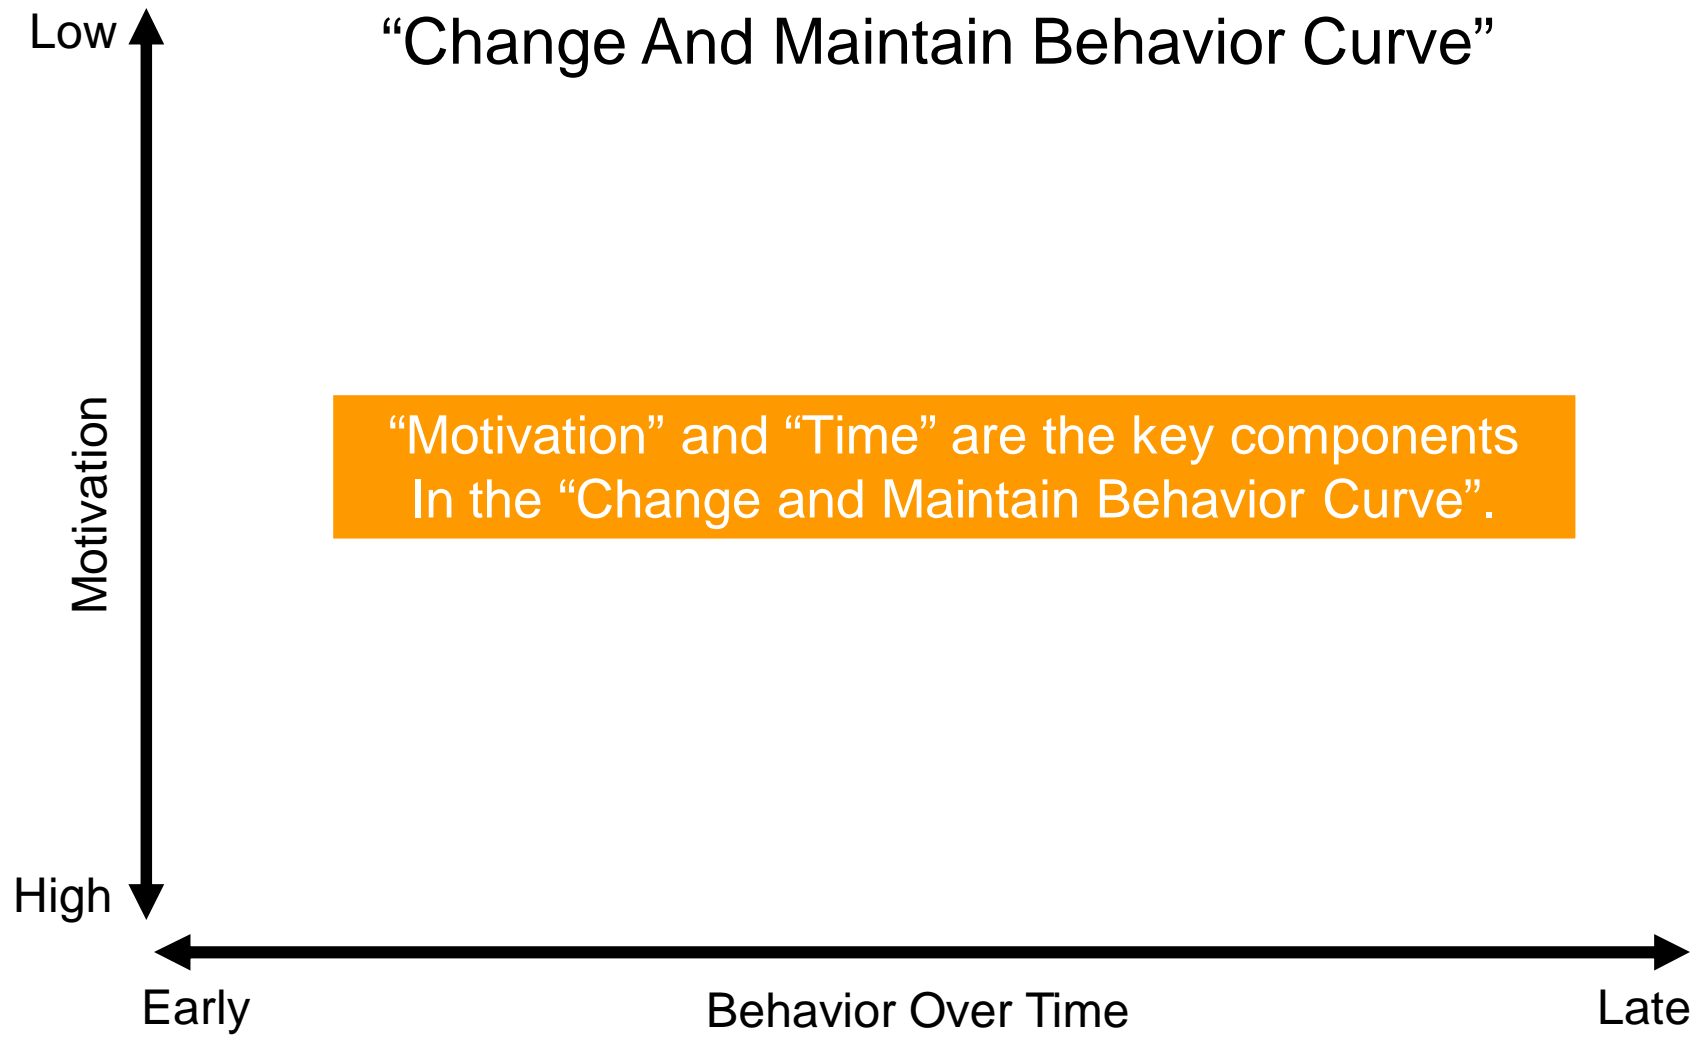 Low
“Change And Maintain Behavior Curve”
Motivation
“Motivation” and “Time” are the key components
In the “Change and Maintain Behavior Curve”.
High
Early
Behavior Over Time
Late